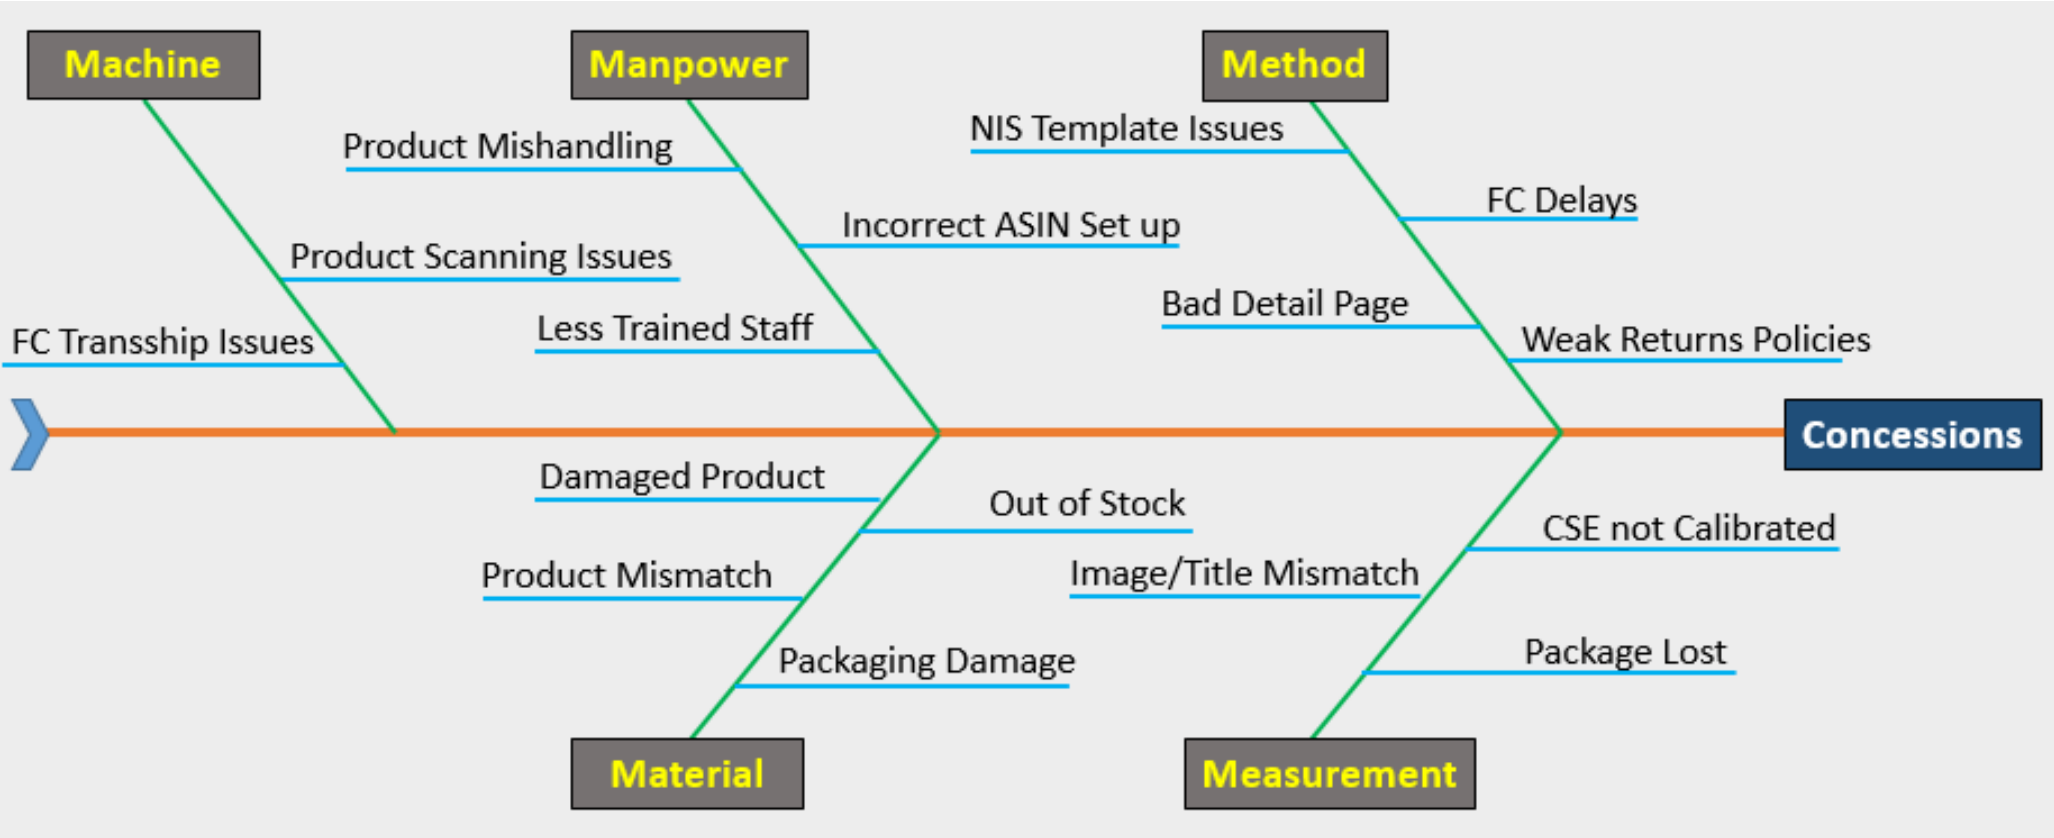 Machine
Manpower
Method
NIS Template Issues
Product Mishandling
FC Delays
Incorrect ASIN Set up
Product Scanning Issues
Bad Detail Page
Less Trained Staff
FC Transship Issues
Weak Returns Policies
Concessions
Damaged Product
Out of Stock
CSE not Calibrated
Product Mismatch
Image/Title Mismatch
Packaging Damage
Package Lost
Material
Measurement